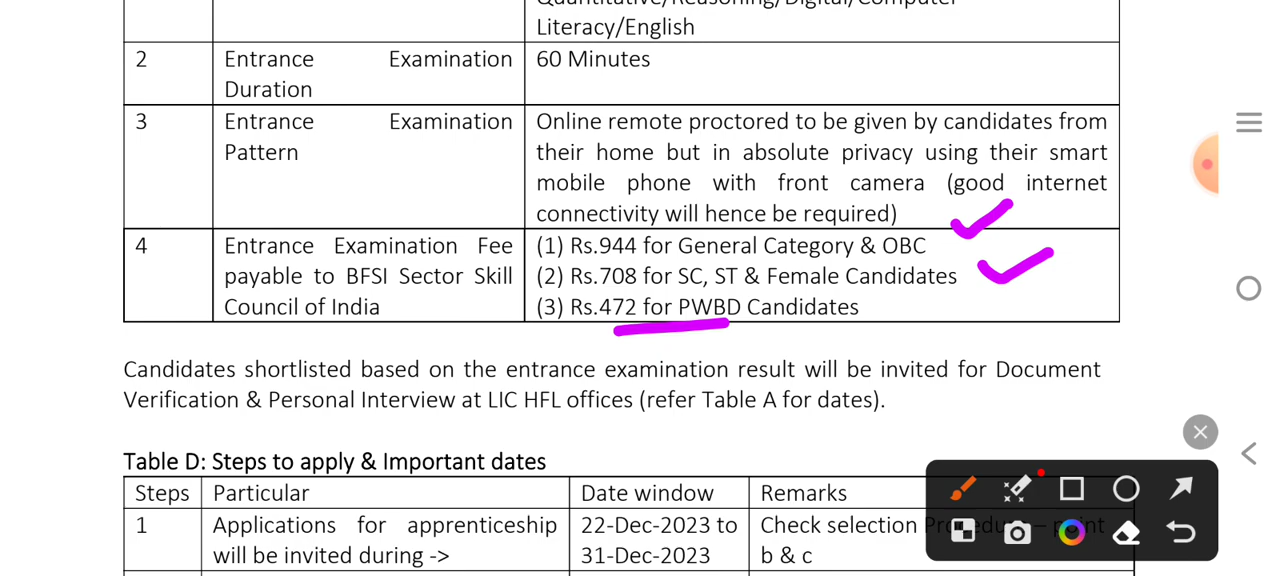 Literacy/English
2 Entrance Examination Duration 60 Minutes
3 Entrance Examination Pattern Online remote proctored to be given by candidates from
their home but in absolute privacy using their smart
mobile phone with front camera (good internet
connectivity will hence be required)
4 Entrance Examination Fee (1) Rs.944 for General Category & OBC
payable to BFSI Sector Skill (2) Rs.708 for SC, ST & Female Candidates
Council of India (3) Rs.472 for PWBD Candidates
Candidates shortlisted based on the entrance examination result will be invited for Document
Verification & Personal Interview at LIC HFL offices (refer Table A for dates).
Table D: Steps to apply & Important dates
Steps Particular Date window Remarks
1 Applications for apprenticeship 22-Dec-2023 to Check selection
will be invited during -> 31-Dec-2023 b & c